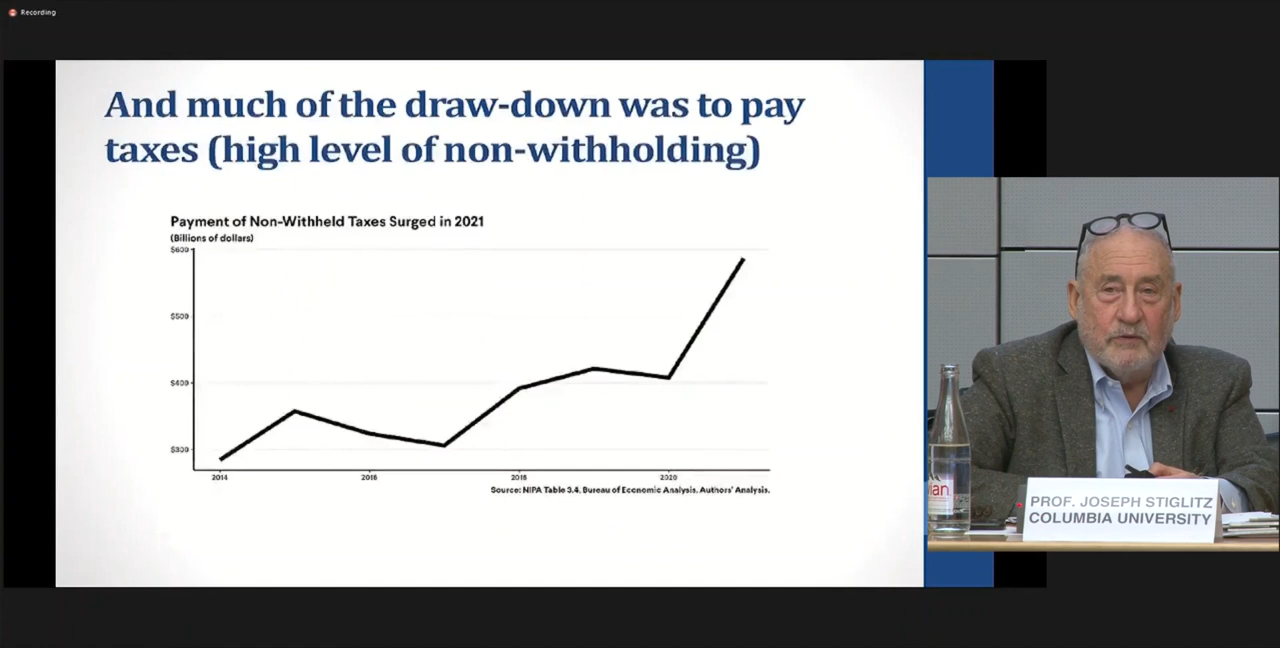 Recording
And much of the draw-down was to pay
taxes (high level of non-withholding)
Payment of Non-Withheld Taxes Surged in 2021
(Billions of dollars)
$600
$500
$400
$300
2014
2016
2018
2020
Source: NIPA Table 3.4. Bureau of Economic Analysis. Authors' Analysis.
ian
PROF. JOSEPH STIGLITZ
COLUMBIA UNIVERSITY